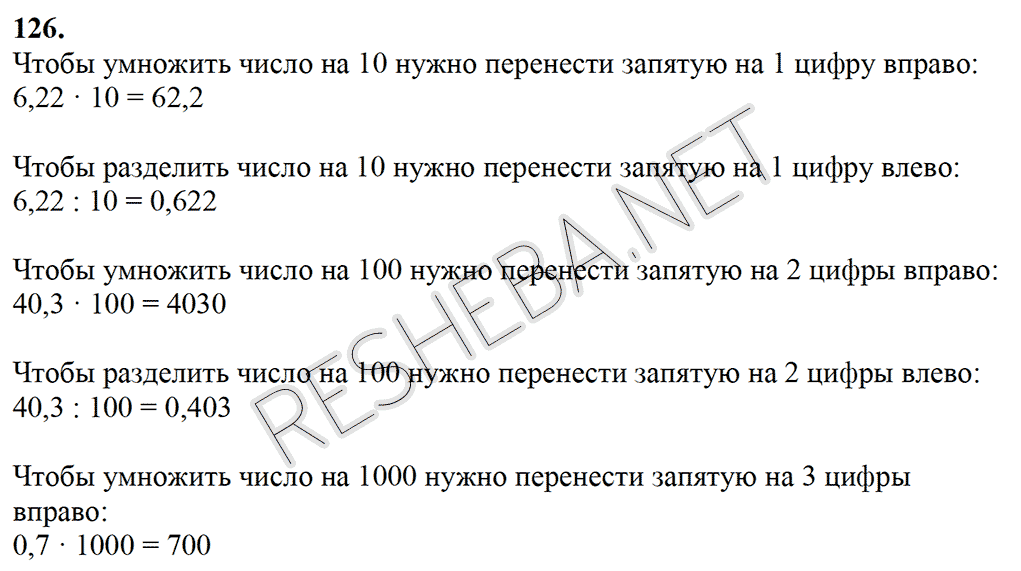 126.
Чтобы умножить число на 10 нужно перенести запятую на 1 цифру вправо:
6,22 · 10 = 62,2
Чтобы разделить число на 10 нужно перенести запятую на 1 цифру влево:
6,22 : 10 = 0,622
Чтобы умножить число на 100 нужно перенести запятую на 2 цифры вправо:
40,3 · 100 = 4030
Чтобы разделить число на 100 нужно перенести запятую на 2 цифры влево:
40,3 : 100 = 0,403
Чтобы умножить число на 1000 нужно перенести запятую на 3 цифры
вправо:
0,7 · 1000 = 700
RESHEBA.NET